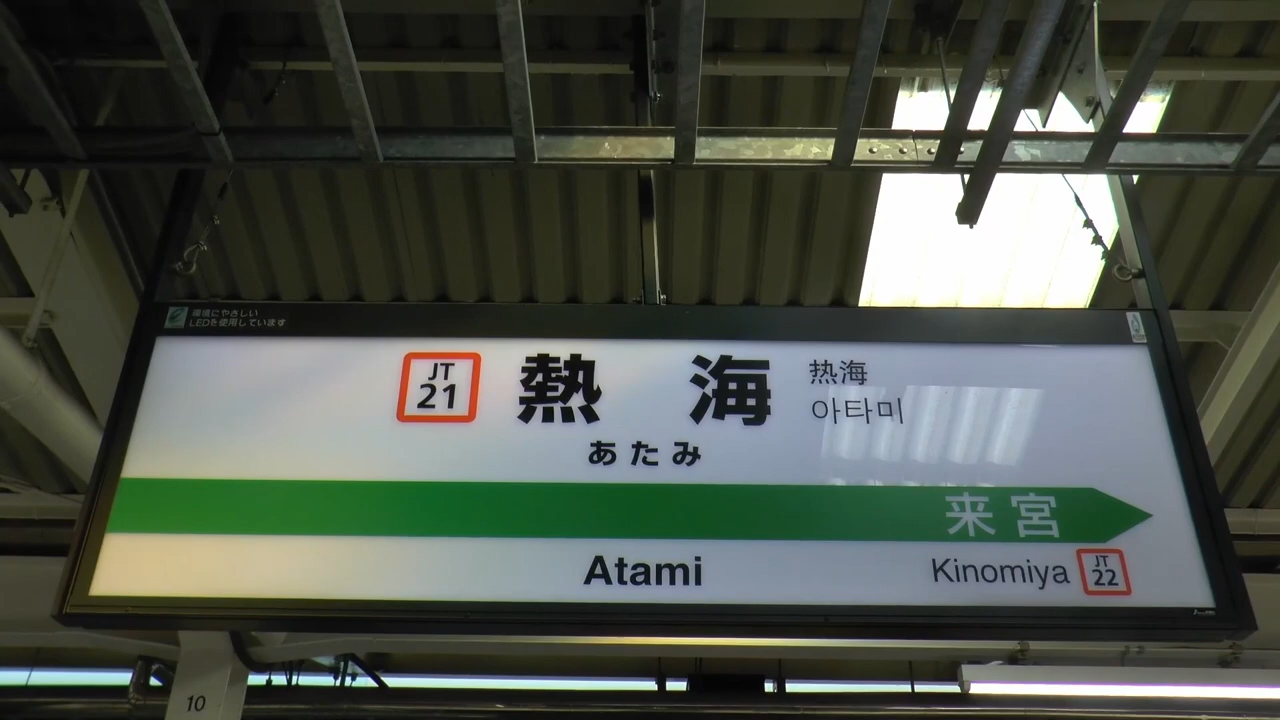 環境にやさしい
LEDを使用しています
JT
21
熱 海
热海
아타미
あたみ
来宮
Atami
Kinomiya
JT
22
10